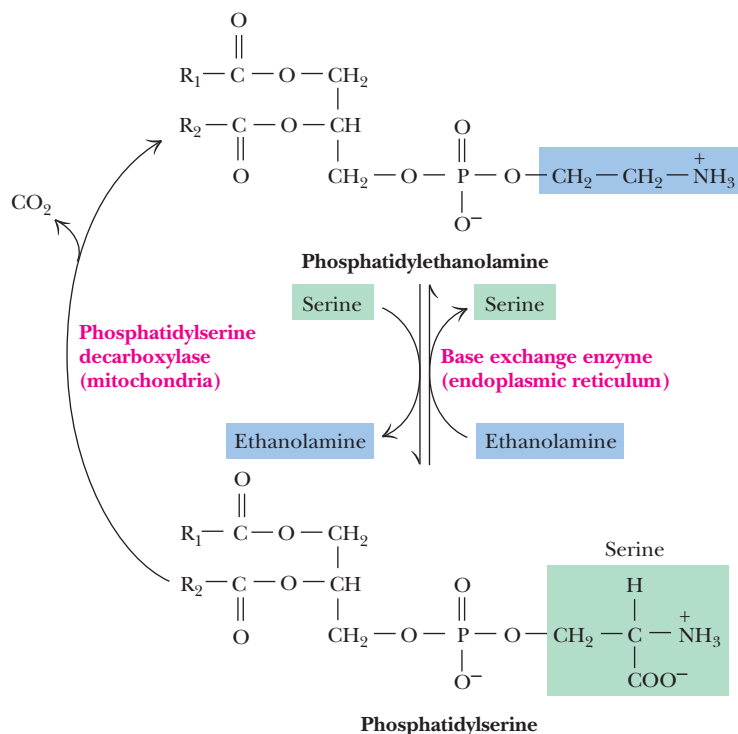 O
R₁—C—O—CH₂
R₂—C—O—CH
O
O
CH₂—O—P—O—CH₂—CH₂—NH₃
+
O⁻
CO₂
Phosphatidylethanolamine
Serine
Serine
Phosphatidylserine
decarboxylase
(mitochondria)
Base exchange enzyme
(endoplasmic reticulum)
Ethanolamine
Ethanolamine
O
R₁—C—O—CH₂
R₂—C—O—CH
O
Serine
O
H
CH₂—O—P—O—CH₂—C—NH₃
+
O⁻
COO⁻
Phosphatidylserine